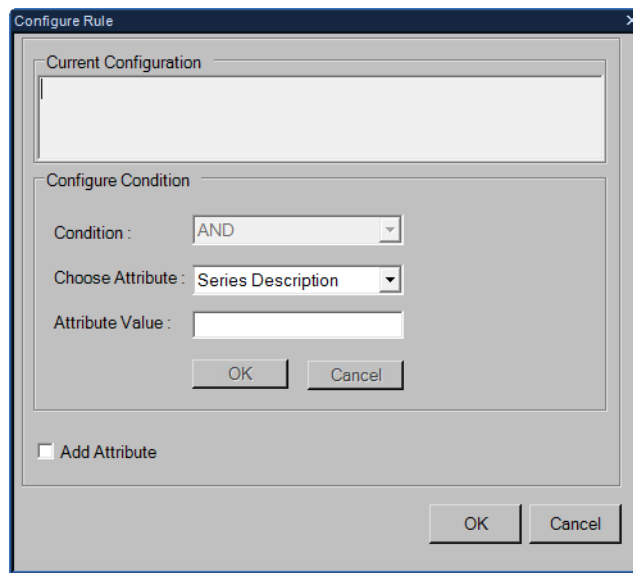 Configure Rule
Current Configuration
Configure Condition
Condition : AND
Choose Attribute : Series Description
Attribute Value :
OK Cancel
Add Attribute
OK Cancel